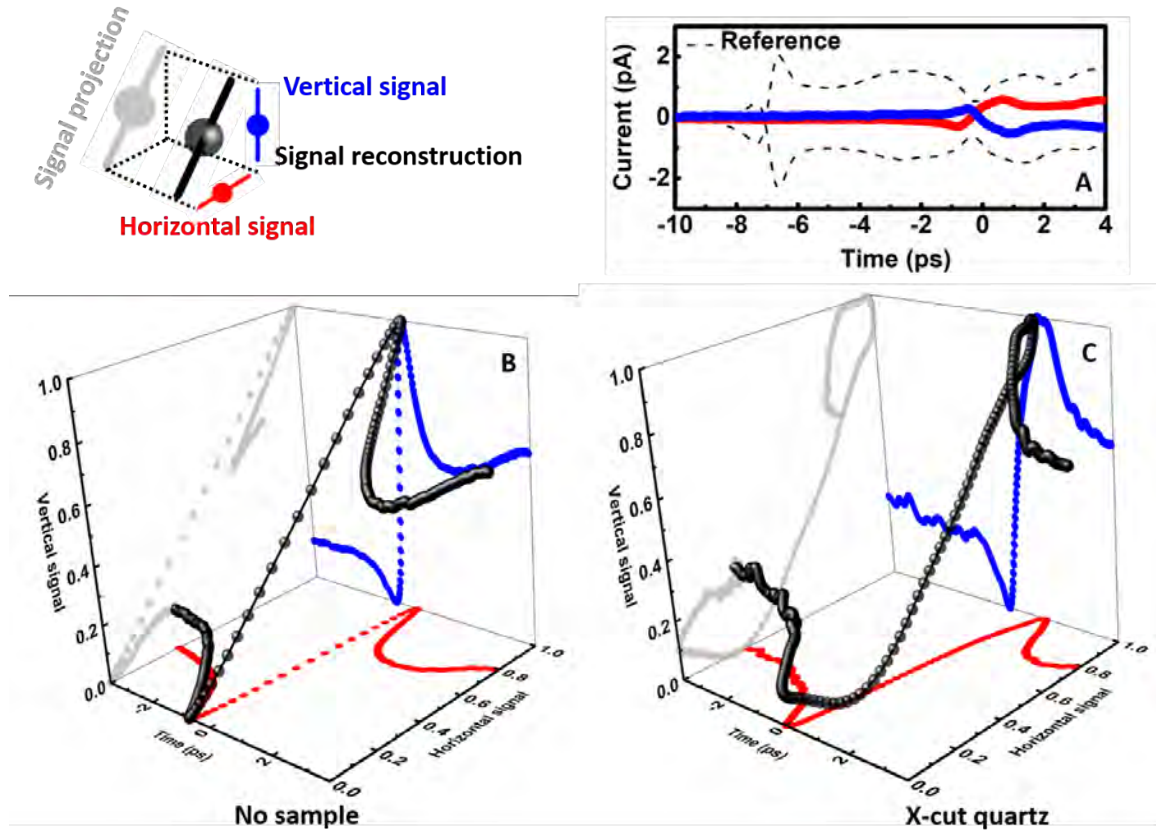 Signal projection
Vertical signal
Signal reconstruction
Horizontal signal
Reference
Current (pA)
2
0
-2
A
-10 -8 -6 -4 -2 0 2 4
Time (ps)
B
1.0
0.8
0.6
0.4
0.2
0.0
Vertical signal
-2
0
2
Time (ps)
0.0
0.2
0.4
0.6
0.8
1.0
Horizontal signal
No sample
C
1.0
0.8
0.6
0.4
0.2
0.0
Vertical signal
-2
0
2
Time (ps)
0.0
0.2
0.4
0.6
0.8
1.0
Horizontal signal
X-cut quartz